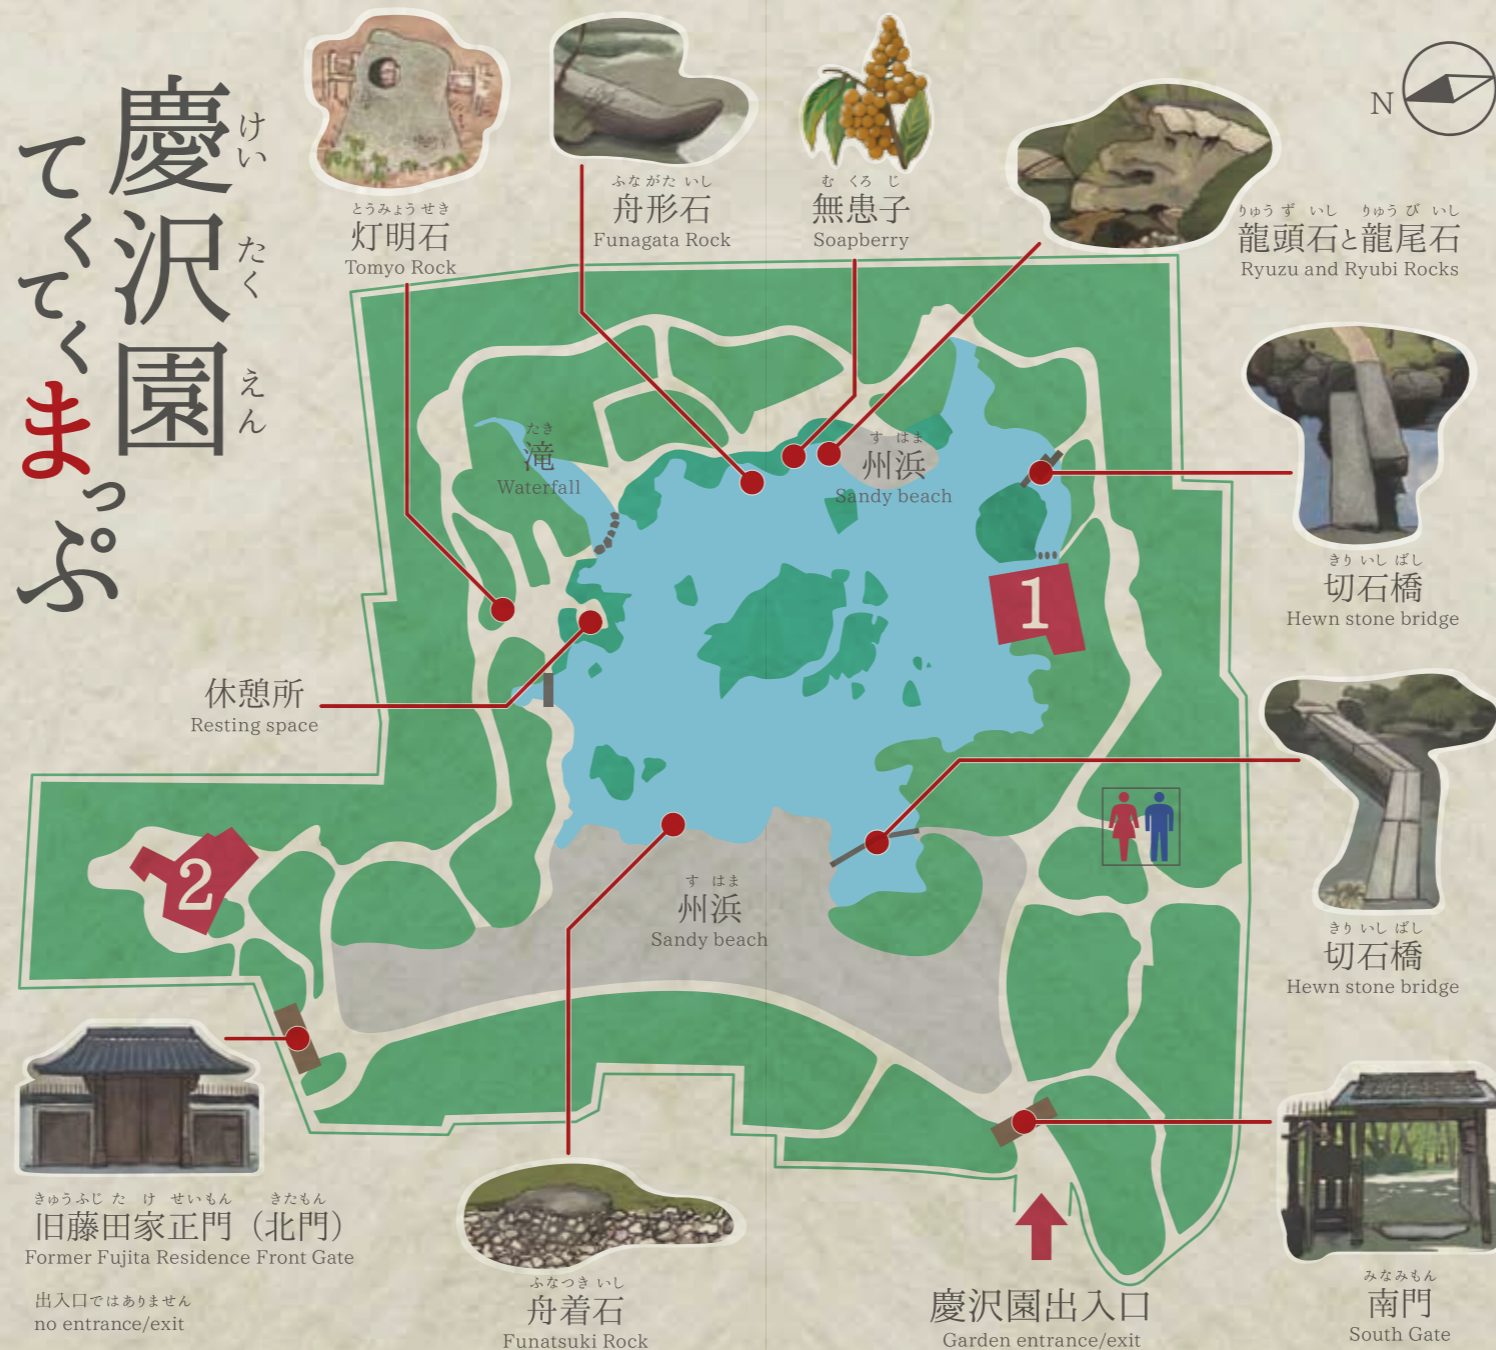 慶沢園
けい たく えん
てくてくまっぷ
とうみょうせき
灯明石
Tomyo Rock
ふながたいし
舟形石
Funagata Rock
むくろじ
無患子
Soapberry
N
りゅうずいし りゅうびいし
龍頭石と龍尾石
Ryuzu and Ryubi Rocks
たき
滝
Waterfall
すはま
州浜
Sandy beach
きりいしばし
切石橋
Hewn stone bridge
1
休憩所
Resting space
2
すはま
州浜
Sandy beach
きりいしばし
切石橋
Hewn stone bridge
きゅうふじたけせいもん きたもん
旧藤田家正門（北門）
Former Fujita Residence Front Gate
出入口ではありません
no entrance/exit
ふなつきいし
舟着石
Funatsuki Rock
慶沢園出入口
Garden entrance/exit
みなみもん
南門
South Gate